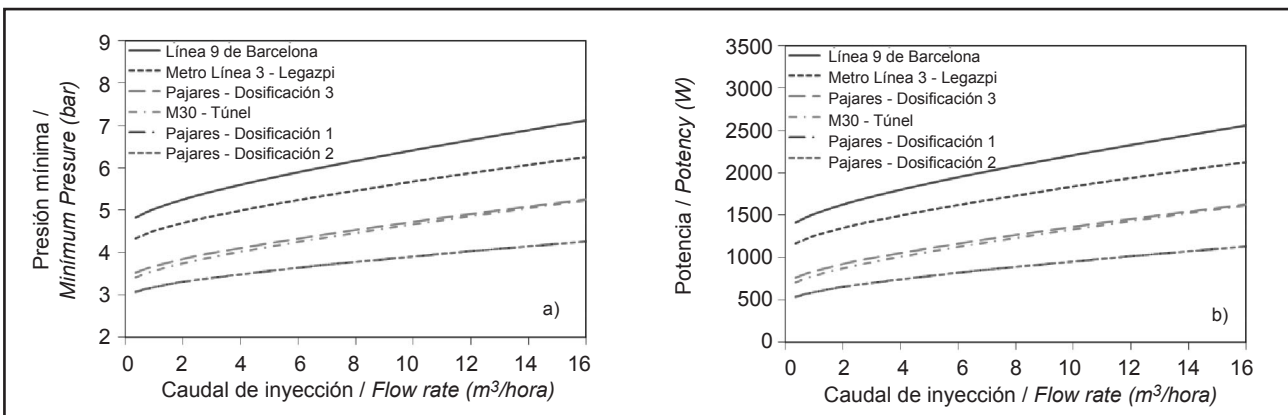 9
8
7
6
5
4
3
2
Presión mínima /
Minimum Pressure (bar)
Línea 9 de Barcelona
Metro Línea 3 - Legazpi
Pajares - Dosificación 3
M30 - Túnel
Pajares - Dosificación 1
Pajares - Dosificación 2
a)
0 2 4 6 8 10 12 14 16
Caudal de inyección / Flow rate (m³/hora)
3500
3000
2500
2000
1500
1000
500
0
Potencia / Potency (W)
Línea 9 de Barcelona
Metro Línea 3 - Legazpi
Pajares - Dosificación 3
M30 - Túnel
Pajares - Dosificación 1
Pajares - Dosificación 2
b)
0 2 4 6 8 10 12 14 16
Caudal de inyección / Flow rate (m³/hora)